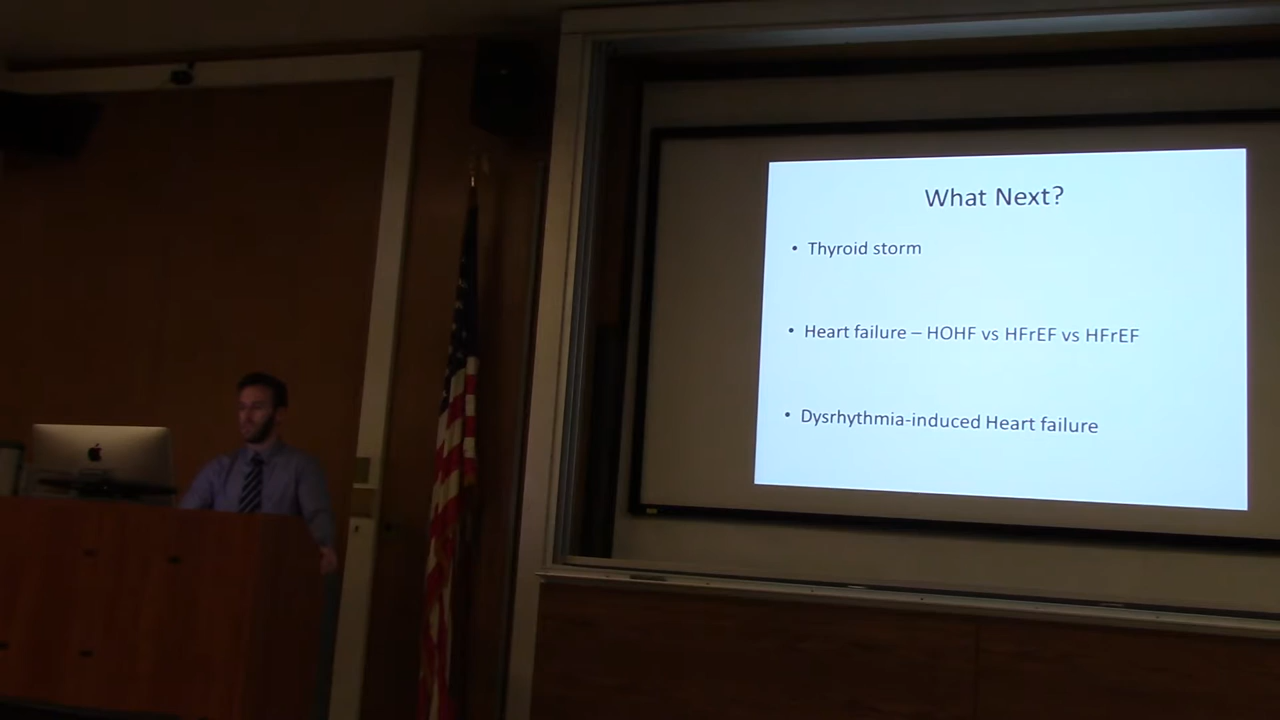 What Next?
• Thyroid storm
• Heart failure – HOHF vs HFrEF vs HFrEF
• Dysrhythmia-induced Heart failure